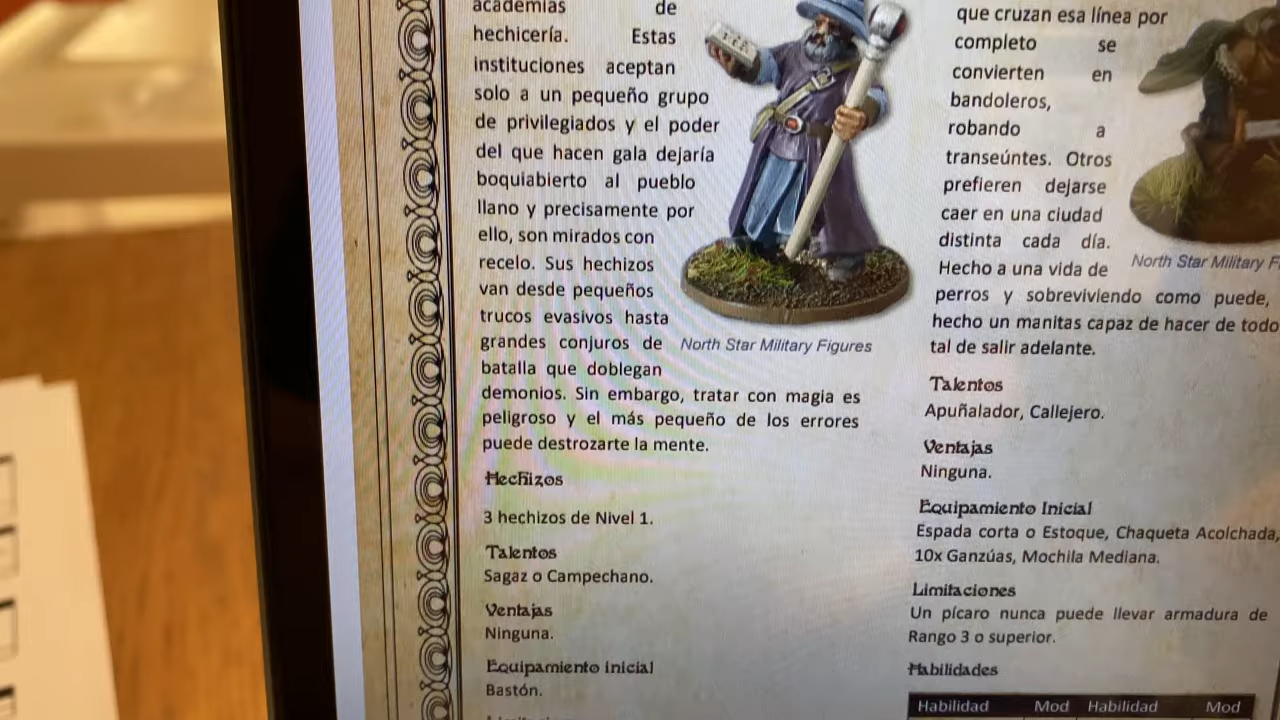 academias de
hechicería. Estas
instituciones aceptan
solo a un pequeño grupo
de privilegiados y el poder
del que hacen gala dejaría
boquiabierto al pueblo
llano y precisamente por
ello, son mirados con
recelo. Sus hechizos
van desde pequeños
trucos evasivos hasta
grandes conjuros de
batalla que doblegan
demonios. Sin embargo, tratar con magia es
peligroso y el más pequeño de los errores
puede destrozarte la mente.
North Star Military Figures
Hechizos
3 hechizos de Nivel 1.
Talentos
Sagaz o Campechano.
Ventajas
Ninguna.
Equipamiento inicial
Bastón.
que cruzan esa línea por
completo se
convierten en
bandoleros,
robando a
transeúntes. Otros
prefieren dejarse
caer en una ciudad
distinta cada día.
Hecho a una vida de
perros y sobreviviendo como puede,
hecho un manitas capaz de hacer de todo
tal de salir adelante.
North Star Military F
Talentos
Apuñalador, Callejero.
Ventajas
Ninguna.
Equipamiento Inicial
Espada corta o Estoque, Chaqueta Acolchada,
10x Ganzúas, Mochila Mediana.
Limitaciones
Un pícaro nunca puede llevar armadura de
Rango 3 o superior.
Habilidades
Habilidad Mod Habilidad Mod